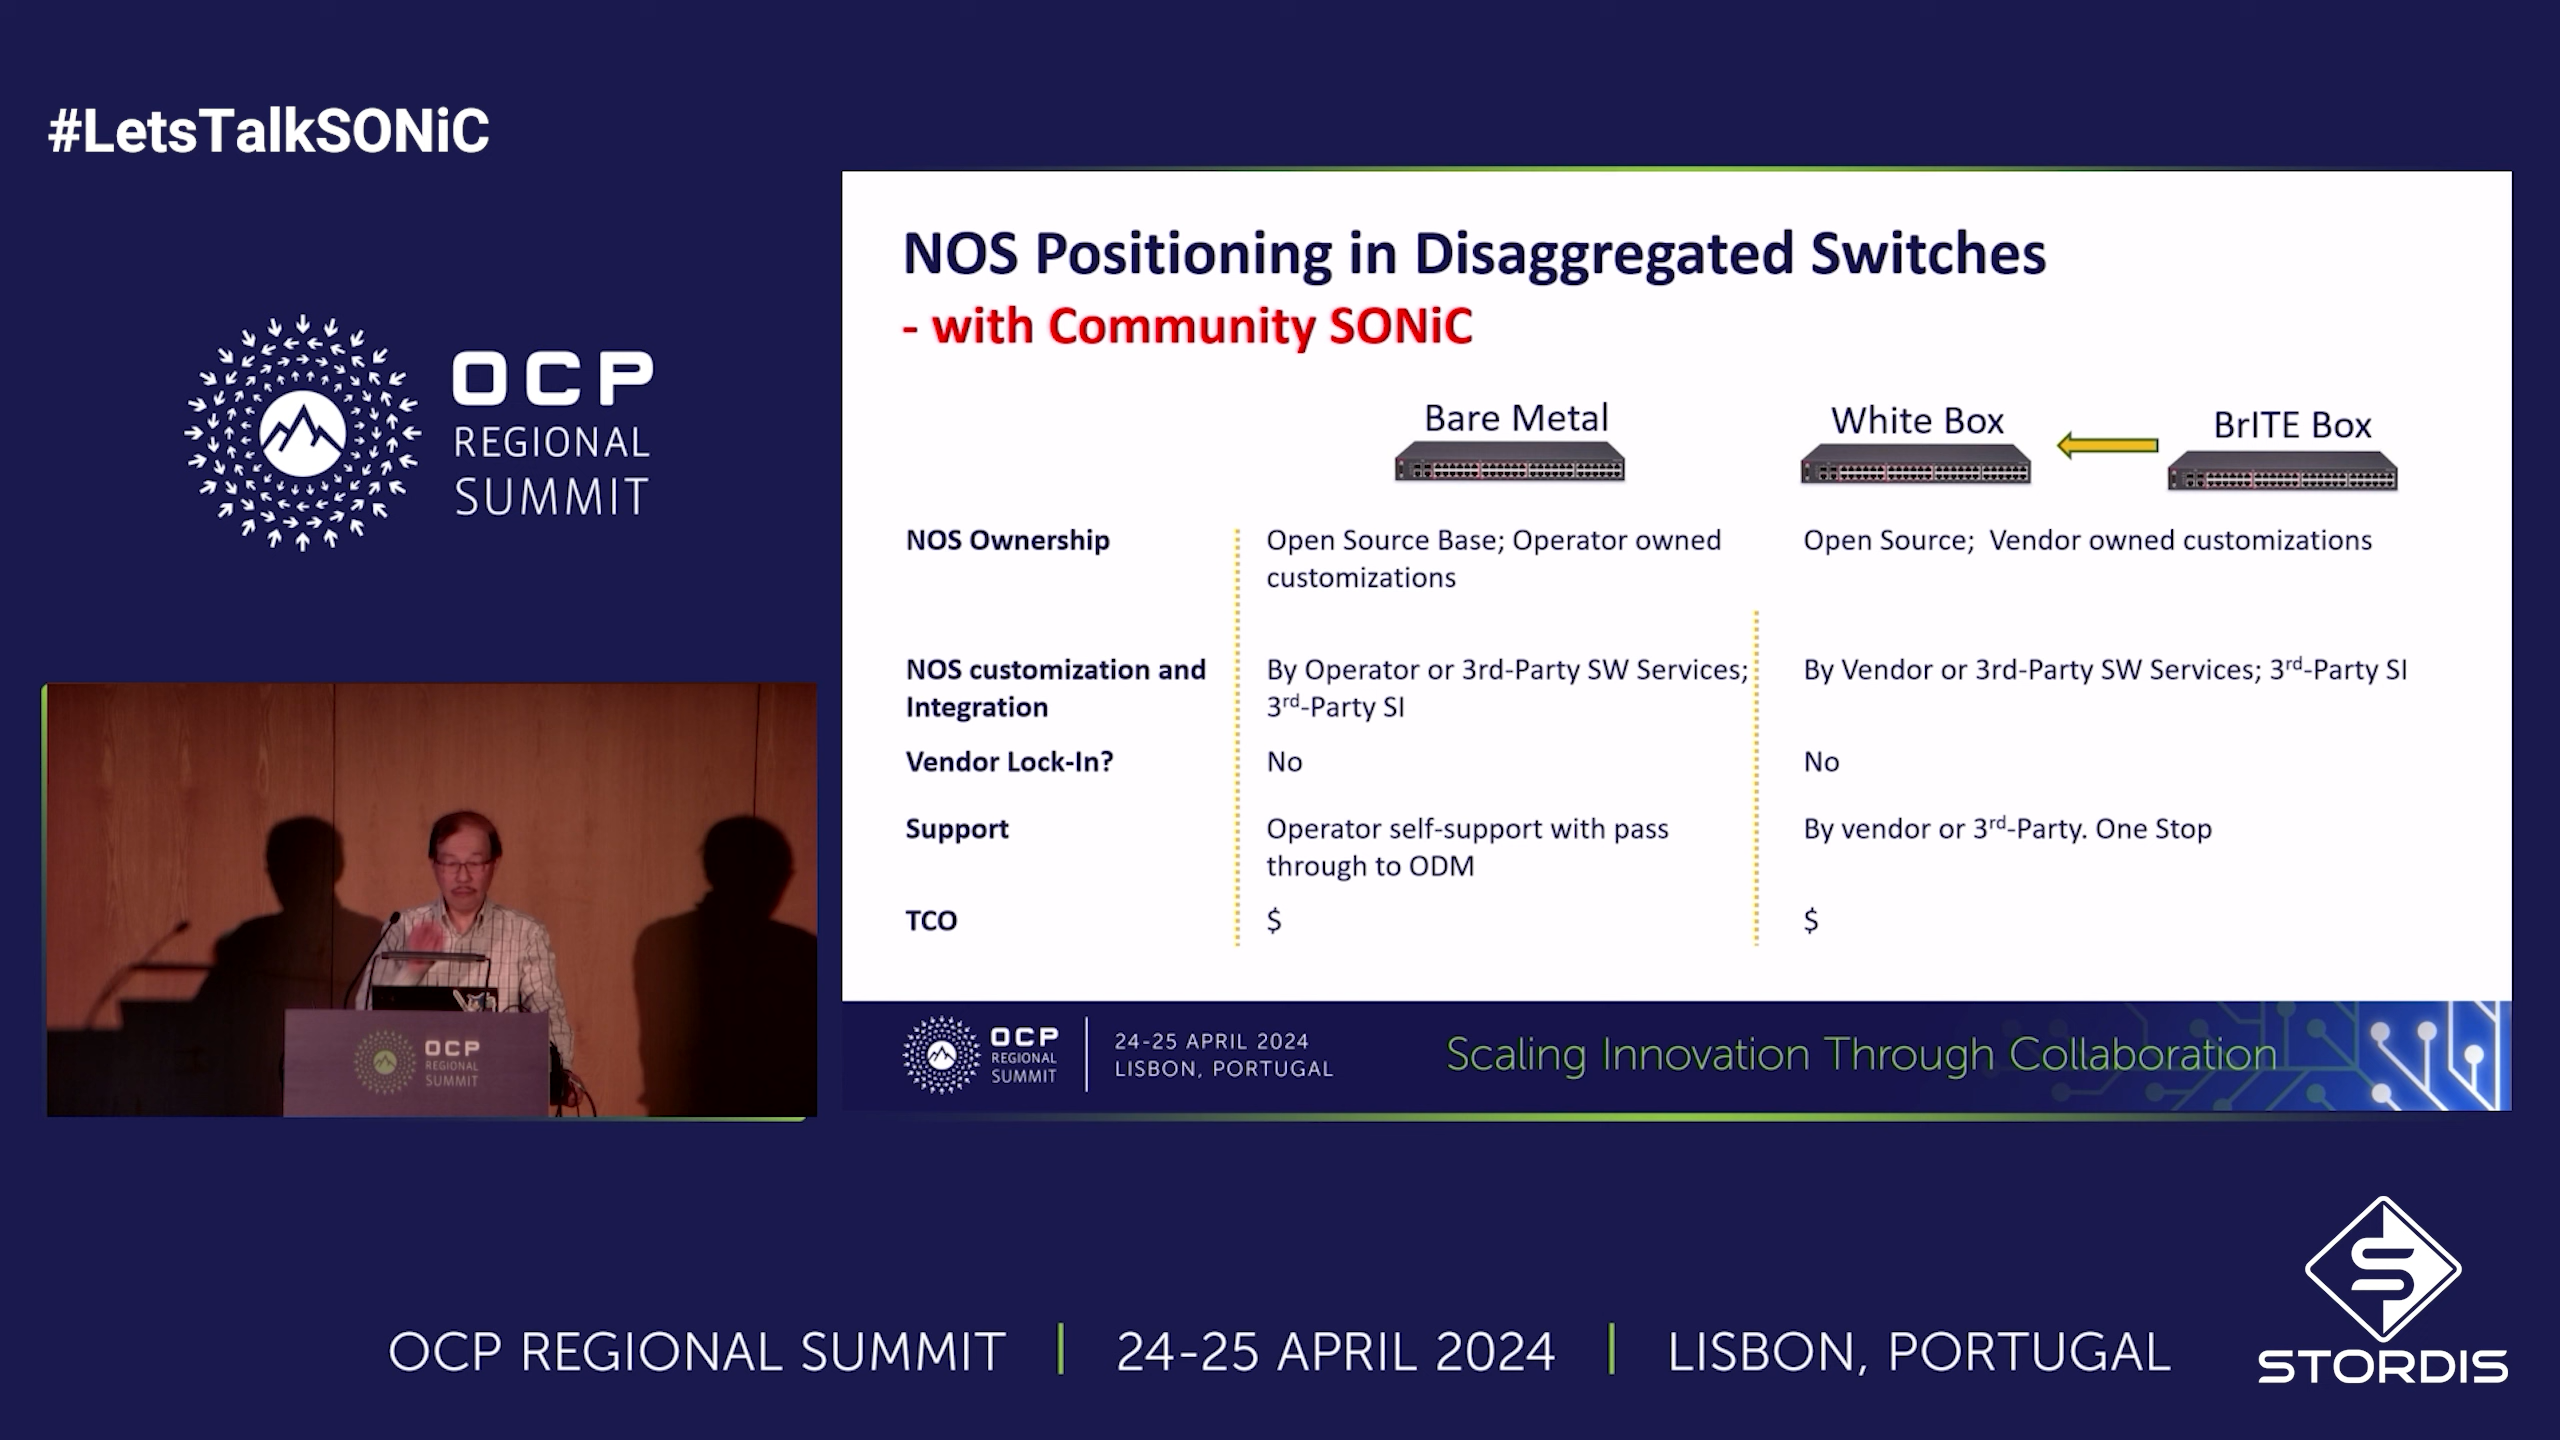 #LetsTalkSONiC
OCP
REGIONAL
SUMMIT
NOS Positioning in Disaggregated Switches
- with Community SONiC
Bare Metal
White Box
BrITE Box
NOS Ownership
Open Source Base; Operator owned
customizations
Open Source;  Vendor owned customizations
NOS customization and
Integration
By Operator or 3rd-Party SW Services;
3rd-Party SI
By Vendor or 3rd-Party SW Services; 3rd-Party SI
Vendor Lock-In?
No
No
Support
Operator self-support with pass
through to ODM
By vendor or 3rd-Party. One Stop
TCO
$
$
OCP
REGIONAL
SUMMIT
24-25 APRIL 2024
LISBON, PORTUGAL
Scaling Innovation Through Collaboration
OCP
REGIONAL
SUMMIT
OCP REGIONAL SUMMIT | 24-25 APRIL 2024 | LISBON, PORTUGAL
STORDIS